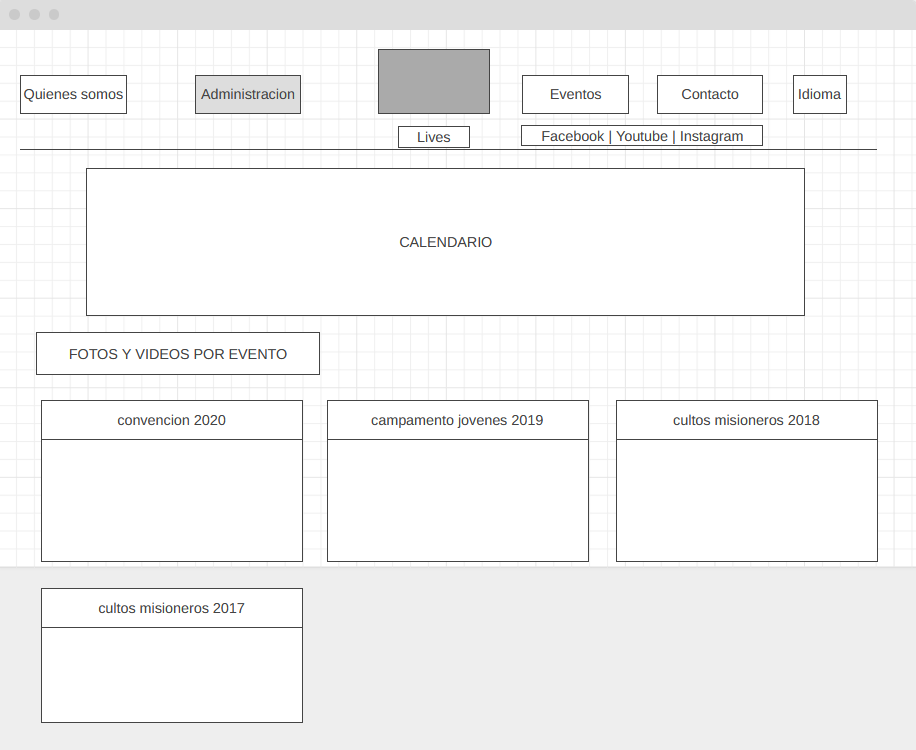 Quienes somos
Administracion
Eventos
Contacto
Idioma
Lives
Facebook | Youtube | Instagram
CALENDARIO
FOTOS Y VIDEOS POR EVENTO
convencion 2020
campamento jovenes 2019
cultos misioneros 2018
cultos misioneros 2017